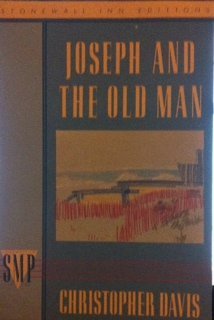 STONEWALL INN EDITIONS
JOSEPH AND
THE OLD MAN
SMP
CHRISTOPHER DAVIS